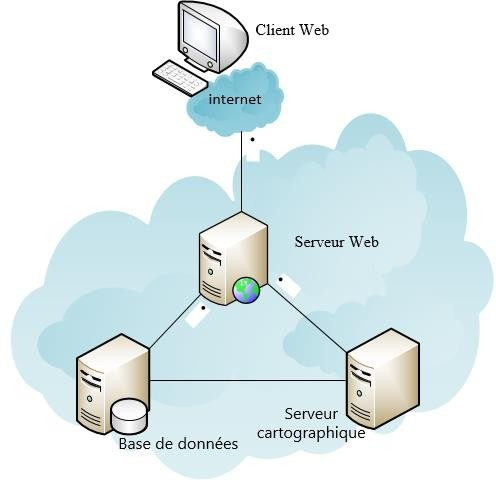 Client Web
internet
Serveur Web
Serveur
cartographique
Base de données